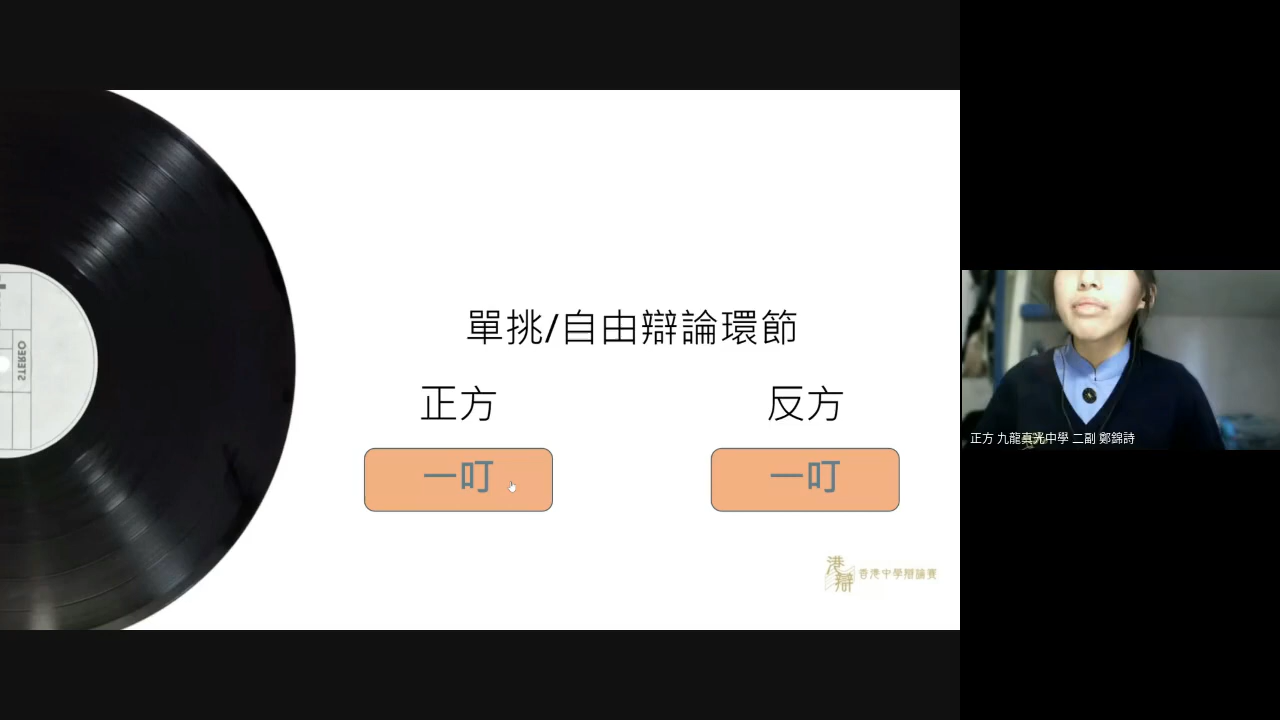 單挑/自由辯論環節
正方
反方
一叮
一叮
STEREO
港辯
香港中學辯論賽
正方 九龍真光中學 二副 鄭錦詩